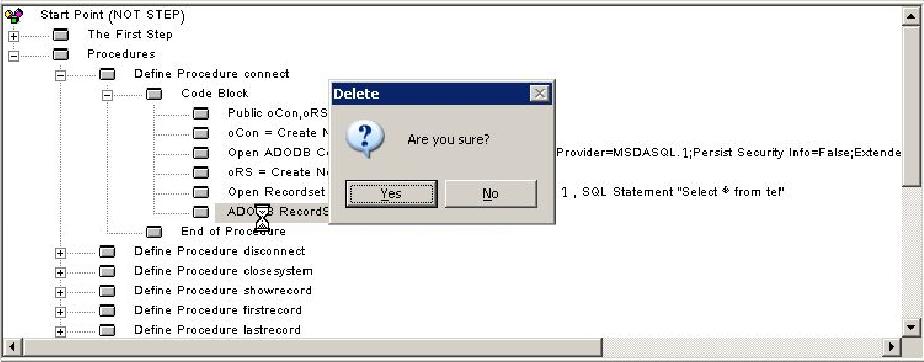 Start Point (NOT STEP)
The First Step
Procedures
Define Procedure connect
Code Block
Public oCon,oRS
oCon = Create N
Open ADODB C Provider=MSDASQL.1;Persist Security Info=False;Extende
oRS = Create N
Open Recordset 1 , SQL Statement "Select * from tel"
RecordS
End of Procedure
Define Procedure disconnect
Define Procedure closesystem
Define Procedure showrecord
Define Procedure firstrecord
Define Procedure lastrecord
Delete
Are you sure?
Yes No